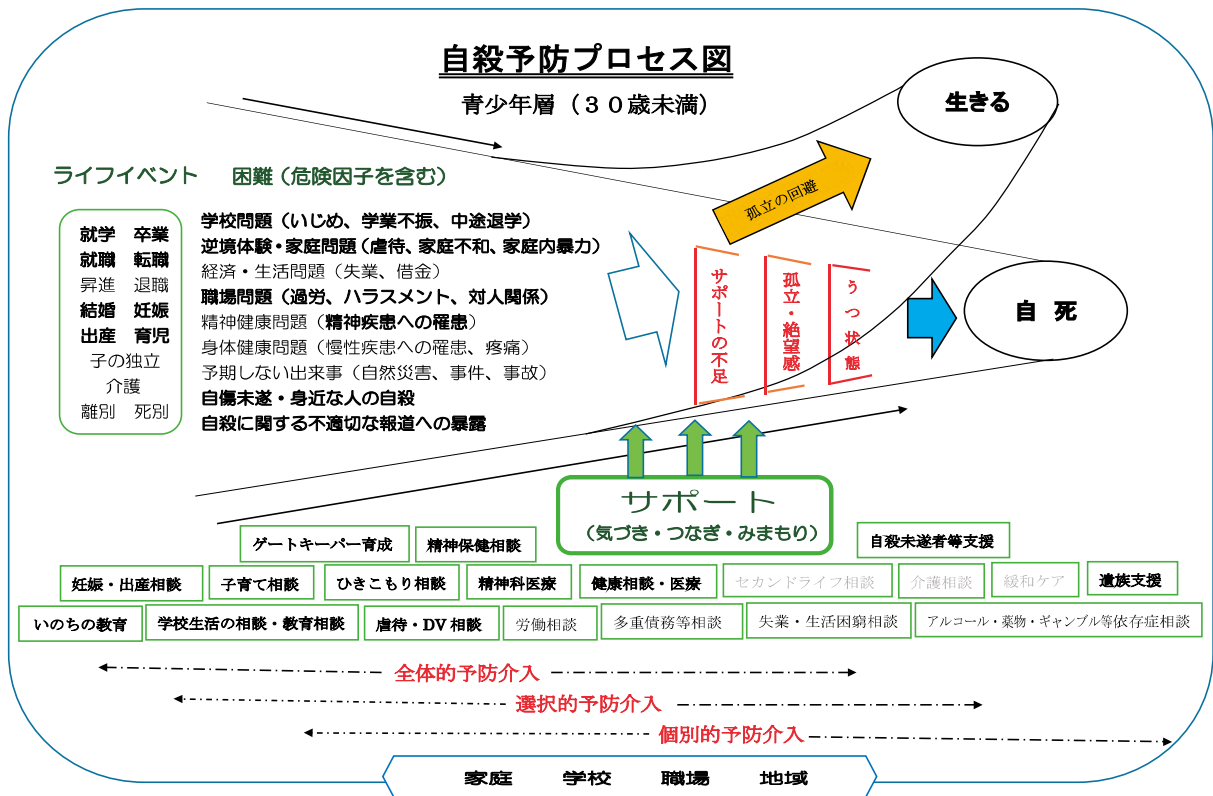 自殺予防プロセス図
青少年層（３０歳未満）
生きる
孤立の回避
ライフイベント　困難（危険因子を含む）
就学　卒業
就職　転職
昇進　退職
結婚　妊娠
出産　育児
子の独立
介護
離別　死別
学校問題（いじめ、学業不振、中途退学）
逆境体験・家庭問題（虐待、家庭不和、家庭内暴力）
経済・生活問題（失業、借金）
職場問題（過労、ハラスメント、対人関係）
精神健康問題（精神疾患への罹患）
身体健康問題（慢性疾患への罹患、疼痛）
予期しない出来事（自然災害、事件、事故）
自傷未遂・身近な人の自殺
自殺に関する不適切な報道への暴露
サポートの不足
孤立・絶望感
うつ状態
自　死
サポート
（気づき・つなぎ・みまもり）
ゲートキーパー育成
精神保健相談
自殺未遂者等支援
妊娠・出産相談
子育て相談
ひきこもり相談
精神科医療
健康相談・医療
セカンドライフ相談
介護相談
緩和ケア
遺族支援
いのちの教育
学校生活の相談・教育相談
虐待・DV 相談
労働相談
多重債務等相談
失業・生活困窮相談
アルコール・薬物・ギャンブル等依存症相談
全体的予防介入
選択的予防介入
個別的予防介入
家庭　学校　職場　地域